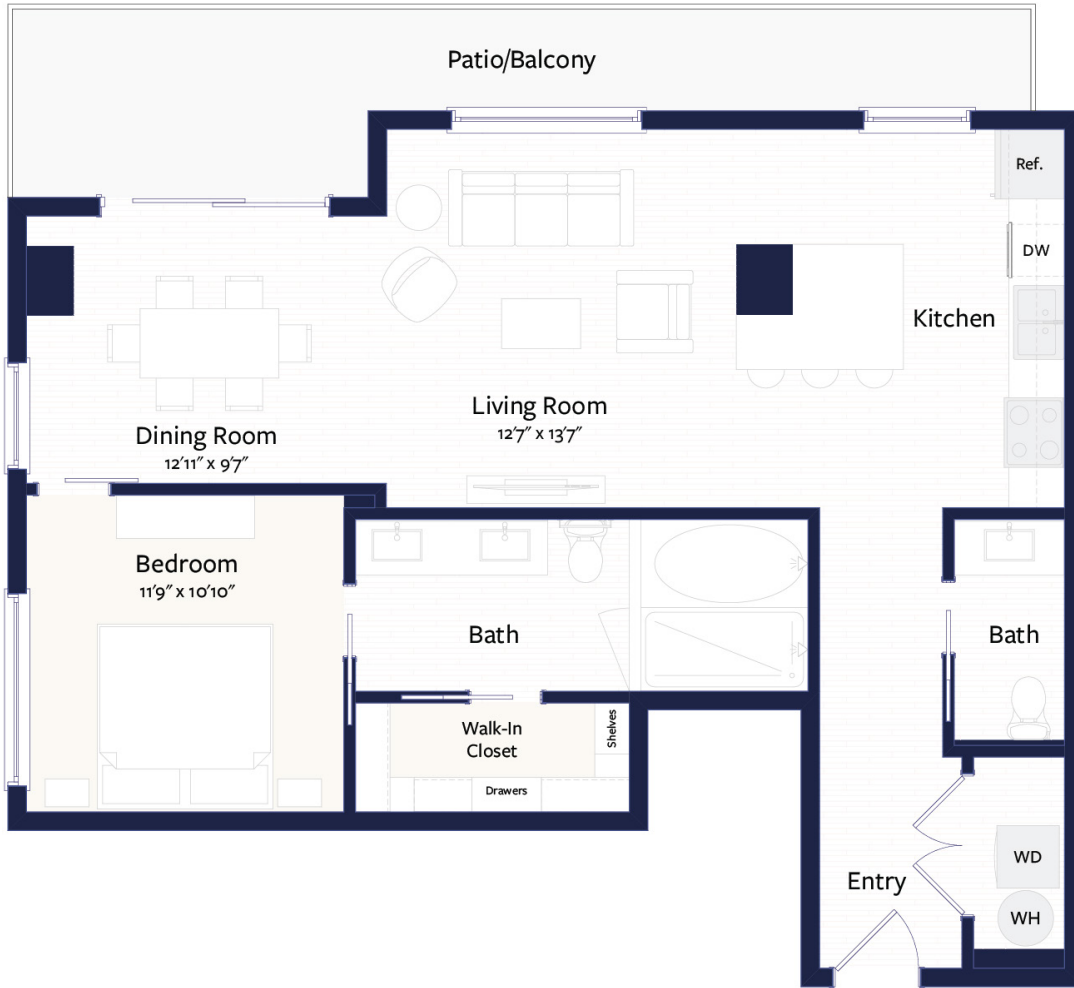 Patio/Balcony
Ref.
DW
Kitchen
Living Room
12'7" x 13'7"
Dining Room
12'11" x 9'7"
Bedroom
11'9" x 10'10"
Bath
Bath
Walk-In
Closet
Shelves
Drawers
WD
Entry
WH